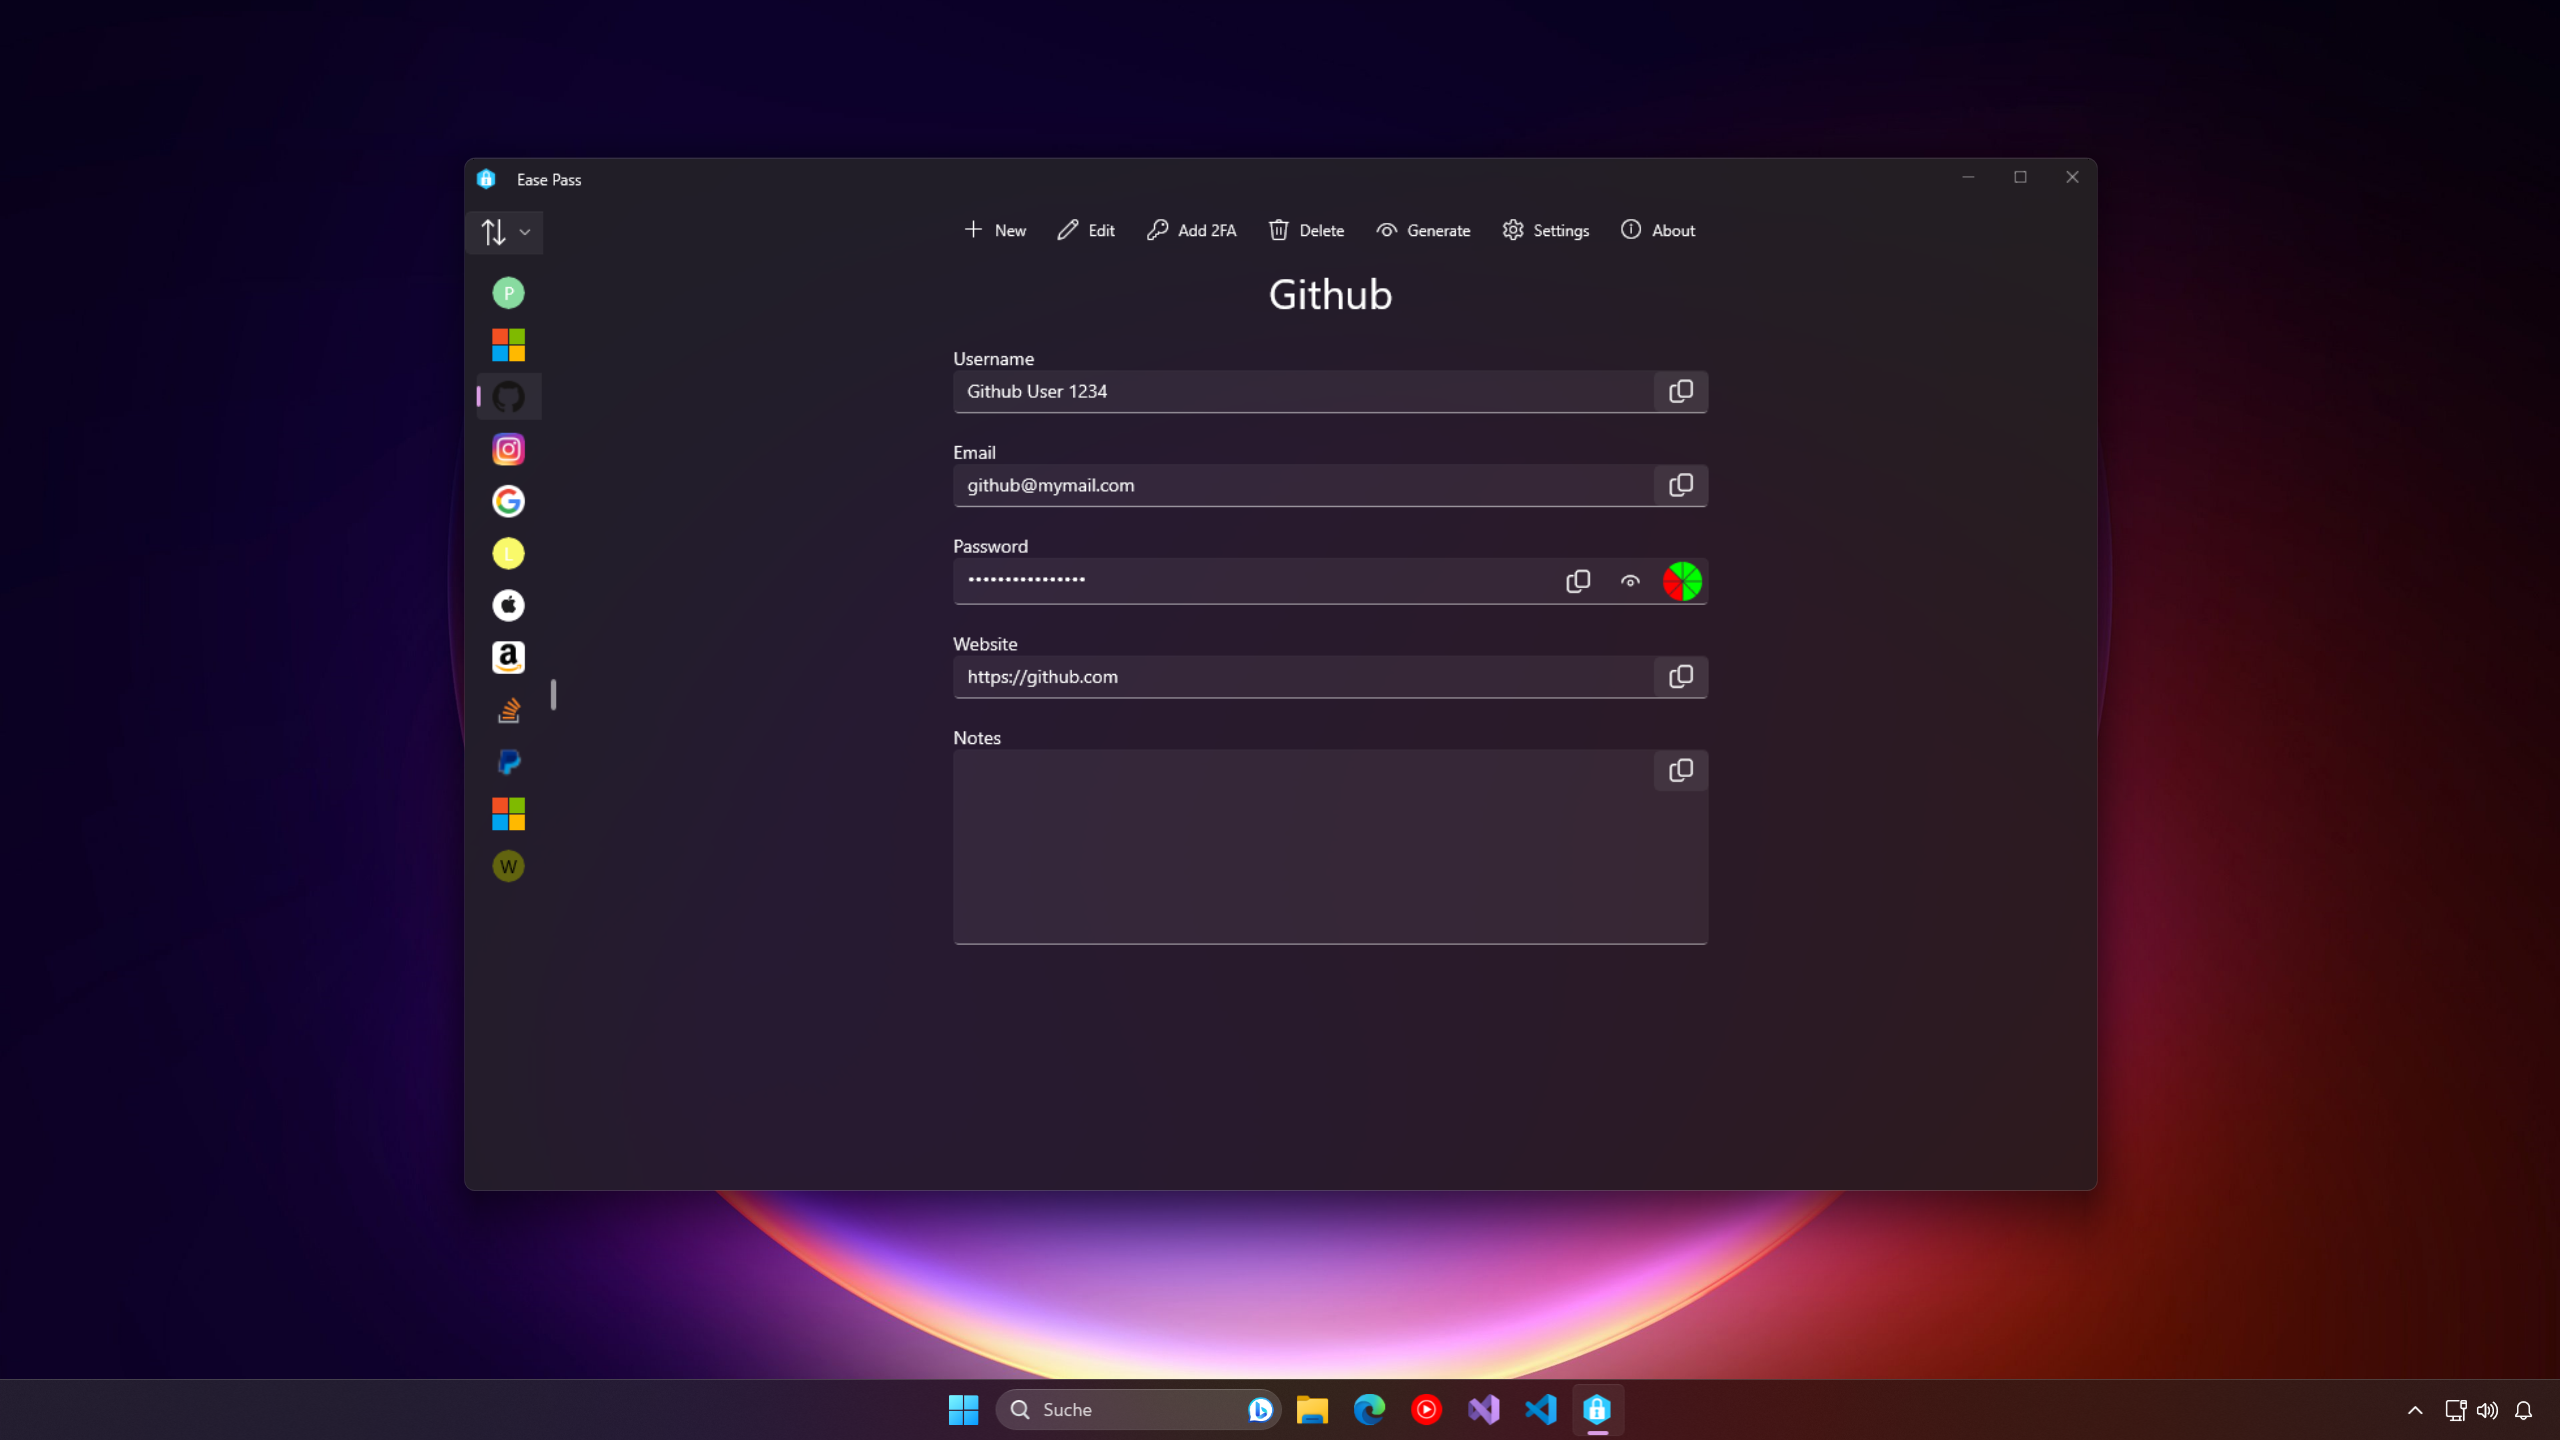 Ease Pass
New
Edit
Add 2FA
Delete
Generate
Settings
About
P
Github
Username
Github User 1234
Email
github@mymail.com
L
Password
••••••••••••••••
a
Website
https://github.com
Notes
W
Suche